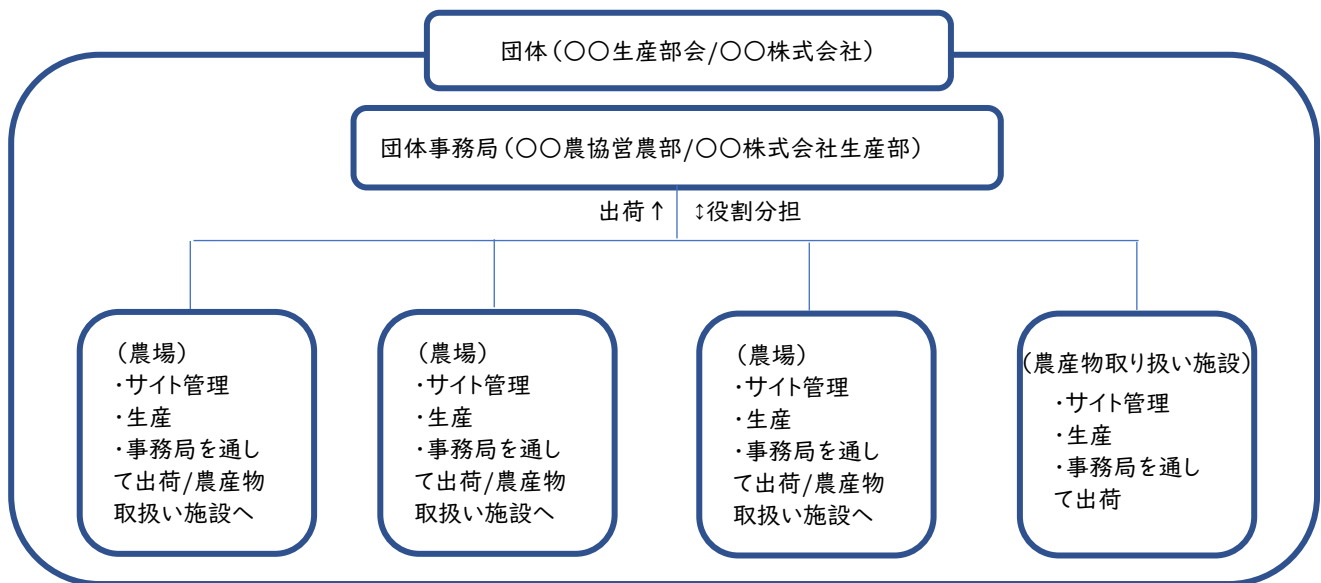 団体(〇〇生産部会/〇〇株式会社)
団体事務局(〇〇農協営農部/〇〇株式会社生産部)
出荷↑ ↕役割分担
(農場)
・サイト管理
・生産
・事務局を通し
て出荷/農産物
取扱い施設へ
(農場)
・サイト管理
・生産
・事務局を通し
て出荷/農産物
取扱い施設へ
(農場)
・サイト管理
・生産
・事務局を通し
て出荷/農産物
取扱い施設へ
(農産物取り扱い施設)
・サイト管理
・生産
・事務局を通し
て出荷